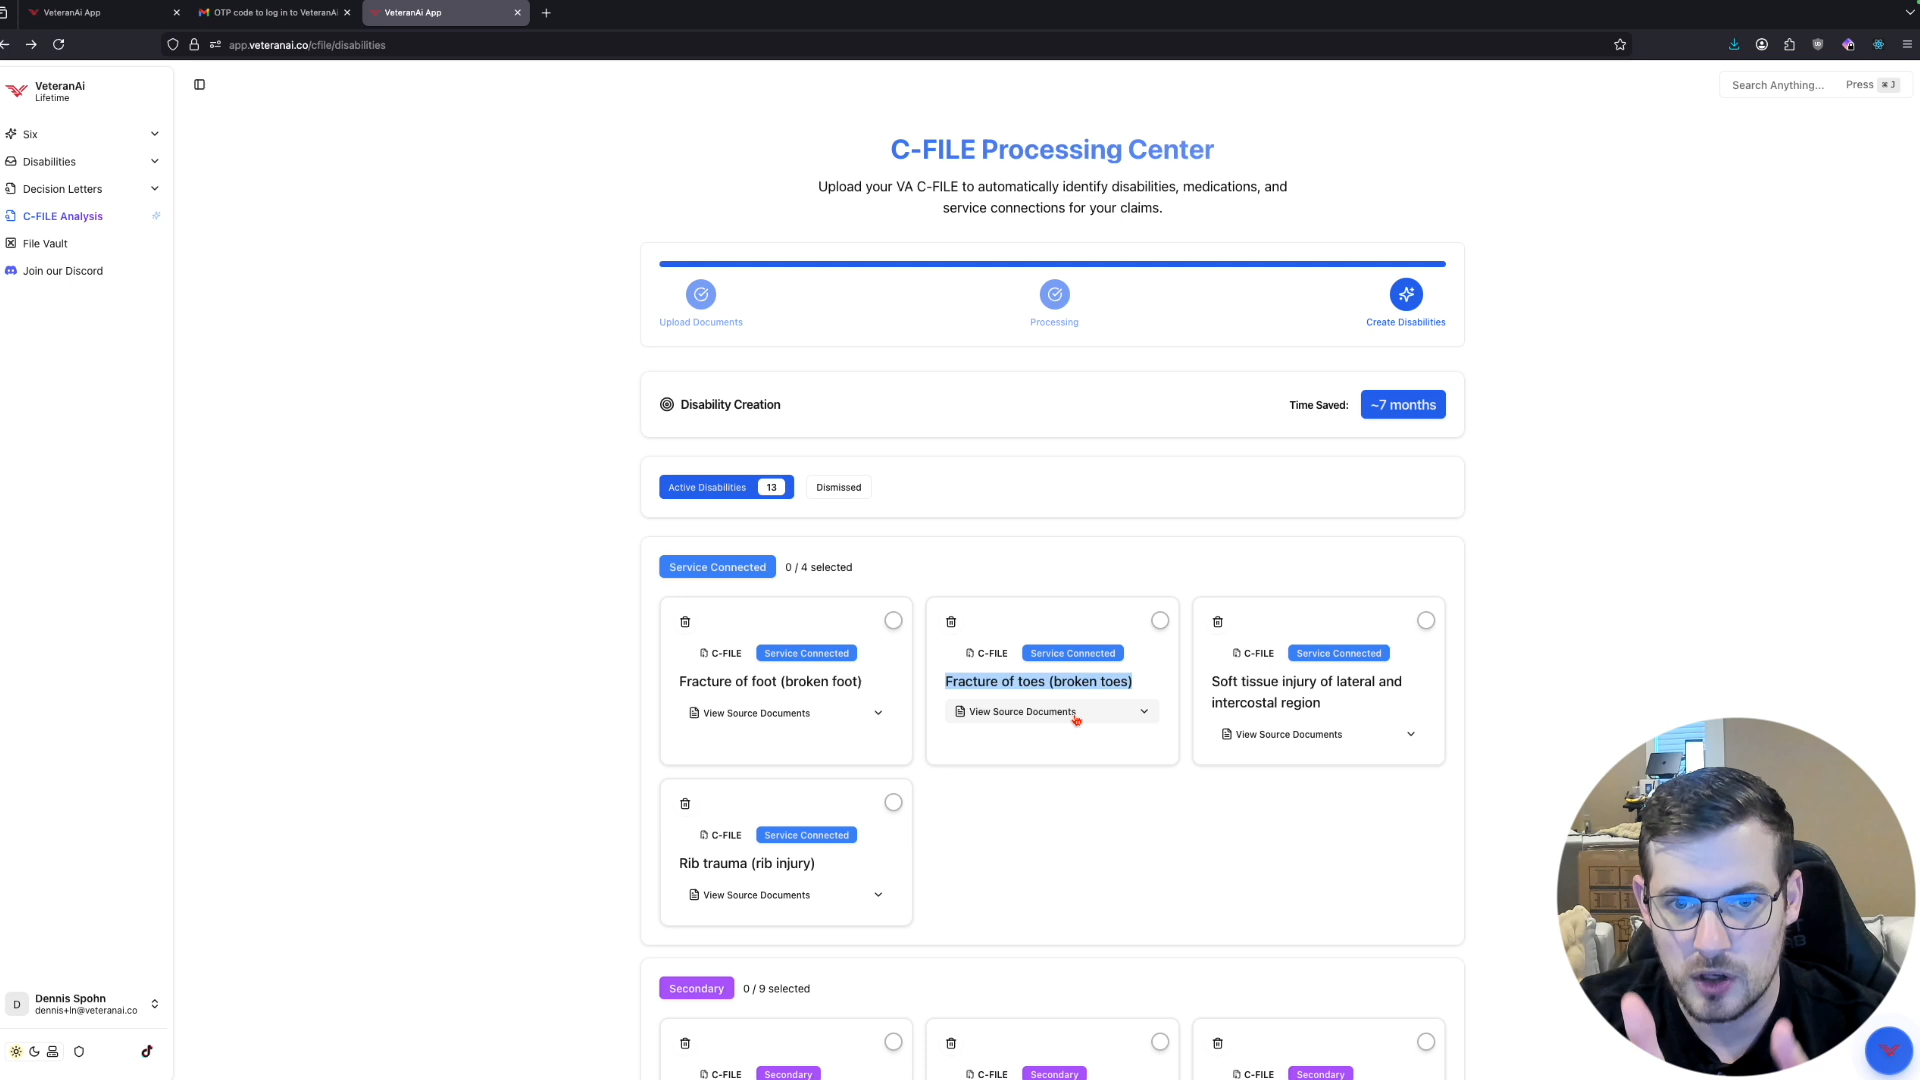 VeteranAi App
OTP code to log in to VeteranAi
VeteranAi App
app.veteranai.co/cfile/disabilities
VeteranAi
Lifetime
Search Anything...
Press ⌘ J
Six
Disabilities
Decision Letters
C-FILE Analysis
File Vault
Join our Discord
C-FILE Processing Center
Upload your VA C-FILE to automatically identify disabilities, medications, and
service connections for your claims.
Upload Documents
Processing
Create Disabilities
Disability Creation
Time Saved:
~7 months
Active Disabilities 13
Dismissed
Service Connected
0 / 4 selected
C-FILE
Service Connected
Fracture of foot (broken foot)
View Source Documents
C-FILE
Service Connected
Fracture of toes (broken toes)
View Source Documents
C-FILE
Service Connected
Soft tissue injury of lateral and
intercostal region
View Source Documents
C-FILE
Service Connected
Rib trauma (rib injury)
View Source Documents
Secondary
0 / 9 selected
C-FILE
Secondary
C-FILE
Secondary
C-FILE
Secondary
D
Dennis Spohn
dennis+ln@veteranai.co